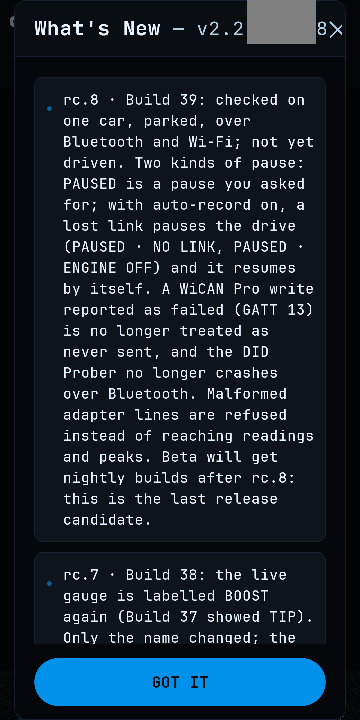 What's New — v2.2 8
rc.8 · Build 39: checked on
one car, parked, over
Bluetooth and Wi-Fi; not yet
driven. Two kinds of pause:
PAUSED is a pause you asked
for; with auto-record on, a
lost link pauses the drive
(PAUSED · NO LINK, PAUSED ·
ENGINE OFF) and it resumes
by itself. A WiCAN Pro write
reported as failed (GATT 13)
is no longer treated as
never sent, and the DID
Prober no longer crashes
over Bluetooth. Malformed
adapter lines are refused
instead of reaching readings
and peaks. Beta will get
nightly builds after rc.8:
this is the last release
candidate.
rc.7 · Build 38: the live
gauge is labelled BOOST
again (Build 37 showed TIP).
Only the name changed; the
GOT IT